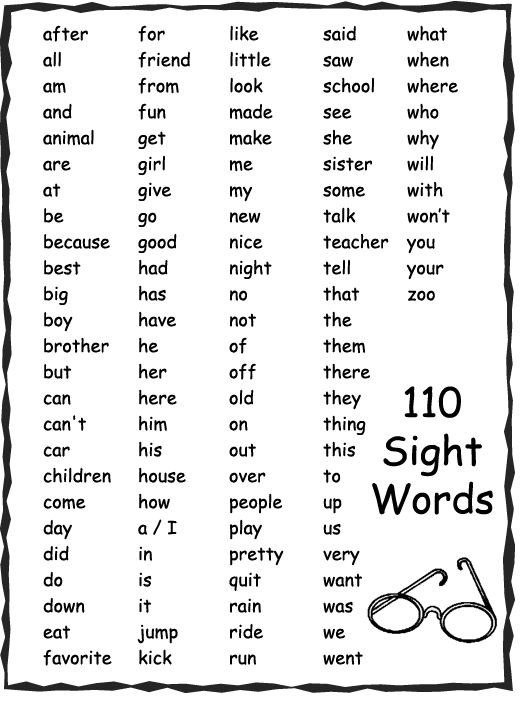 after
all
am
and
animal
are
at
be
because
best
big
boy
brother
but
can
can't
car
children
come
day
did
do
down
eat
favorite
for
friend
from
fun
get
girl
give
go
good
had
has
have
he
her
here
him
his
house
how
a / I
in
is
it
jump
kick
like
little
look
made
make
me
my
new
nice
night
no
not
of
off
old
on
out
over
people
play
pretty
quit
rain
ride
run
said
saw
school
see
she
sister
some
talk
teacher
tell
that
the
them
there
they
thing
this
to
up
us
very
want
was
we
went
what
when
where
who
why
will
with
won't
you
your
zoo
110
Sight
Words